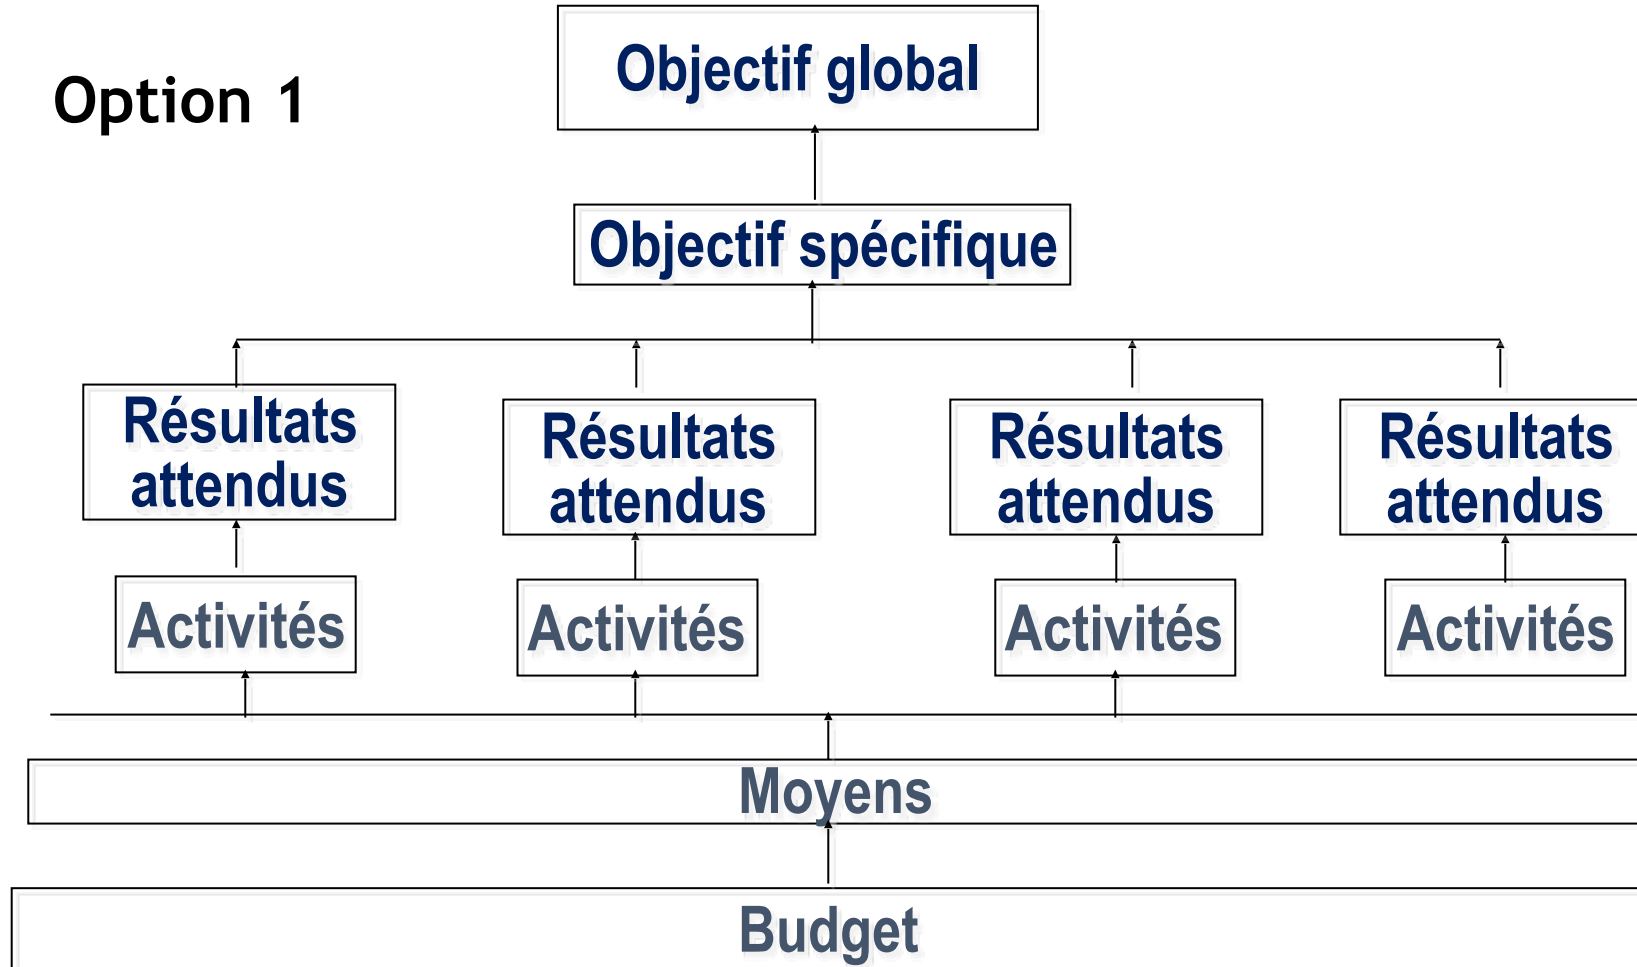 Objectif global
Option 1
Objectif spécifique
Résultats
attendus
Résultats
attendus
Résultats
attendus
Résultats
attendus
Activités
Activités
Activités
Activités
Moyens
Budget